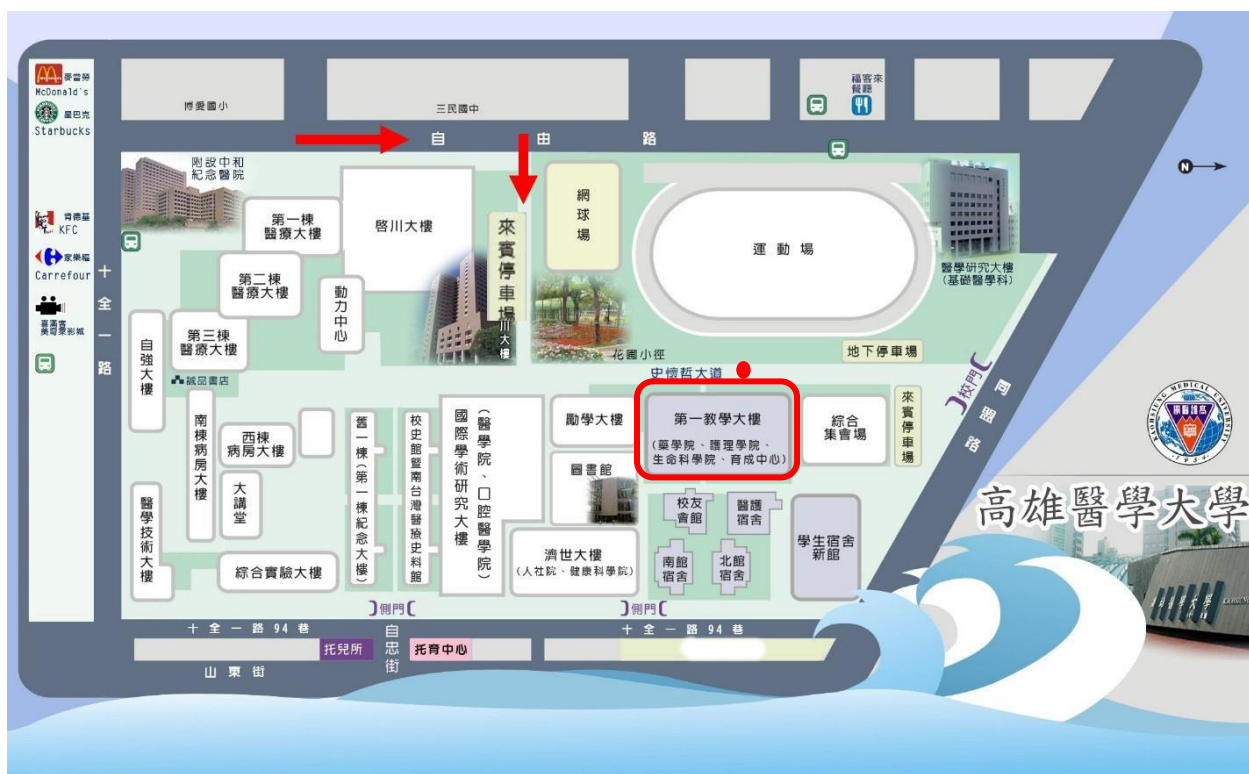 麥當勞
McDonald's
星巴克
Starbucks
肯德基
KFC
家樂福
Carrefour
十全一路
博愛國小
三民國中
福客來
餐廳
自由路
N
附設中和
紀念醫院
第一棟
醫療大樓
啓川大樓
來賓停車場
川大樓
網球場
運動場
醫學研究大樓
(基礎醫學科)
第二棟
醫療大樓
動力中心
第三棟
醫療大樓
自強大樓
誠品書店
花圃小徑
地下停車場
史懷哲大道
校門
同盟路
南棟病房大樓
西棟
病房大樓
大講堂
舊一棟(第一棟紀念大樓)
校史館暨南台灣醫療史料館
國際學術研究大樓
(醫學院、口腔醫學院)
勵學大樓
圖書館
第一教學大樓
(藥學院、護理學院、
生命科學院、育成中心)
綜合
集會場
來賓停車場
醫學技術大樓
綜合實驗大樓
濟世大樓
(人社院、健康科學院)
校友
會館
醫護
宿舍
南館
宿舍
北館
宿舍
學生宿舍
新館
KAOHSIUNG MEDICAL UNIVERSITY
1954
高雄醫學大學
側門
側門
十全一路94巷
自忠街
十全一路94巷
托兒所
托育中心
山東街